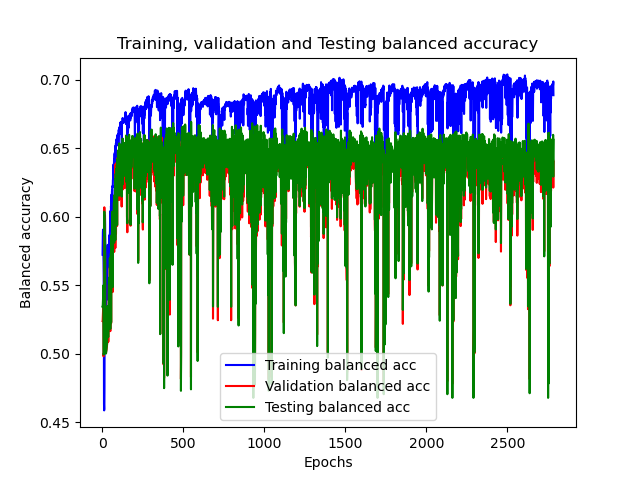 Training, validation and Testing balanced accuracy
Balanced accuracy
0.70
0.65
0.60
0.55
0.50
0.45
Training balanced acc
Validation balanced acc
Testing balanced acc
0 500 1000 1500 2000 2500
Epochs